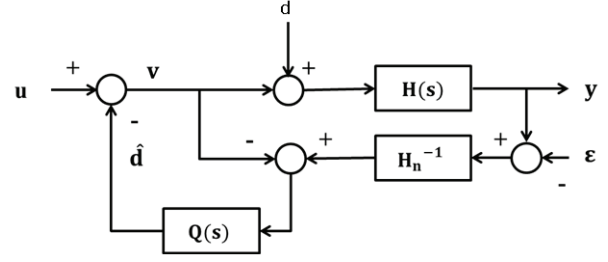 d
+
v
+
u
H(s)
y
-
-
+
+
d̂
Hₙ⁻¹
ε
-
Q(s)